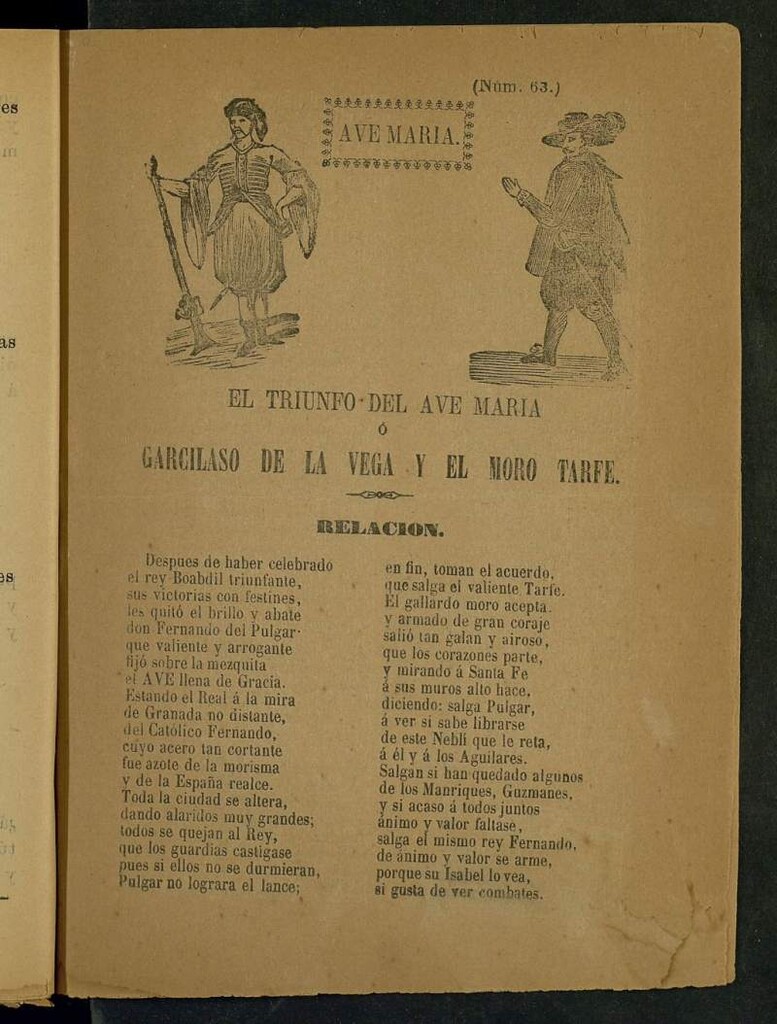 (Núm. 63.)
AVE MARIA.
EL TRIUNFO DEL AVE MARIA
ó
GARCILASO DE LA VEGA Y EL MORO TARFE.
RELACION.
Despues de haber celebrado
el rey Boabdil triunfante,
sus victorias con festines,
les quitó el brillo y abate
don Fernando del Pulgar
que valiente y arrogante
fijó sobre la mezquita
el AVE llena de Gracia.
Estando el Real á la mira
de Granada no distante,
del Católico Fernando,
cuyo acero tan cortante
fue azote de la morisma
y de la España realce.
Toda la ciudad se altera,
dando alaridos muy grandes;
todos se quejan al Rey,
que los guardias castigase
pues si ellos no se durmieran,
Pulgar no lograra el lance;
en fin, toman el acuerdo,
que salga el valiente Tarfe.
El gallardo moro acepta.
y armado de gran coraje
salió tan galan y airoso,
que los corazones parte,
y mirando á Santa Fe
á sus muros alto hace,
diciendo: salga Pulgar,
á ver si sabe librarse
de este Neblí que le reta,
á él y á los Aguilares.
Salgan si han quedado algunos
de los Manriques, Guzmanes,
y si acaso á todos juntos
ánimo y valor faltase,
salga el mismo rey Fernando,
de ánimo y valor se arme,
porque su Isabel lo vea,
si gusta de ver combates.
es
as
es